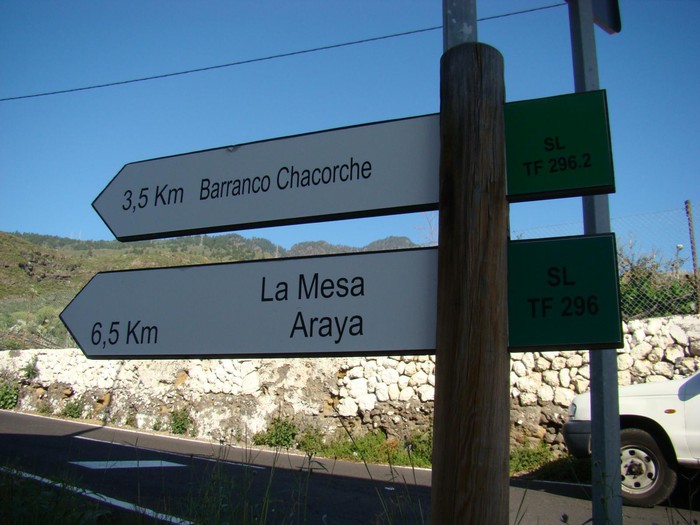 3,5 Km Barranco Chacorche
SL
TF 296.2
La Mesa
6,5 Km Araya
SL
TF 296